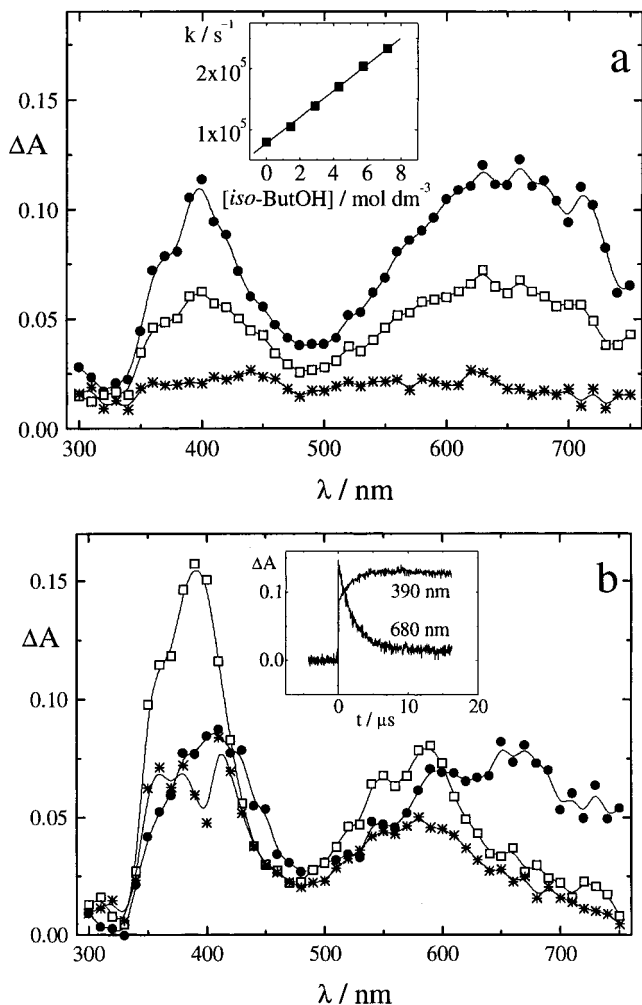 a
k / s⁻¹
2x10⁵
1x10⁵
0 2 4 6 8
[iso-ButOH] / mol dm⁻³
0.15
0.10
ΔA
0.05
0.00
300 400 500 600 700
λ / nm
b
ΔA
0.1
0.0
390 nm
680 nm
0 10 20
t / μs
0.15
ΔA
0.10
0.05
0.00
300 400 500 600 700
λ / nm